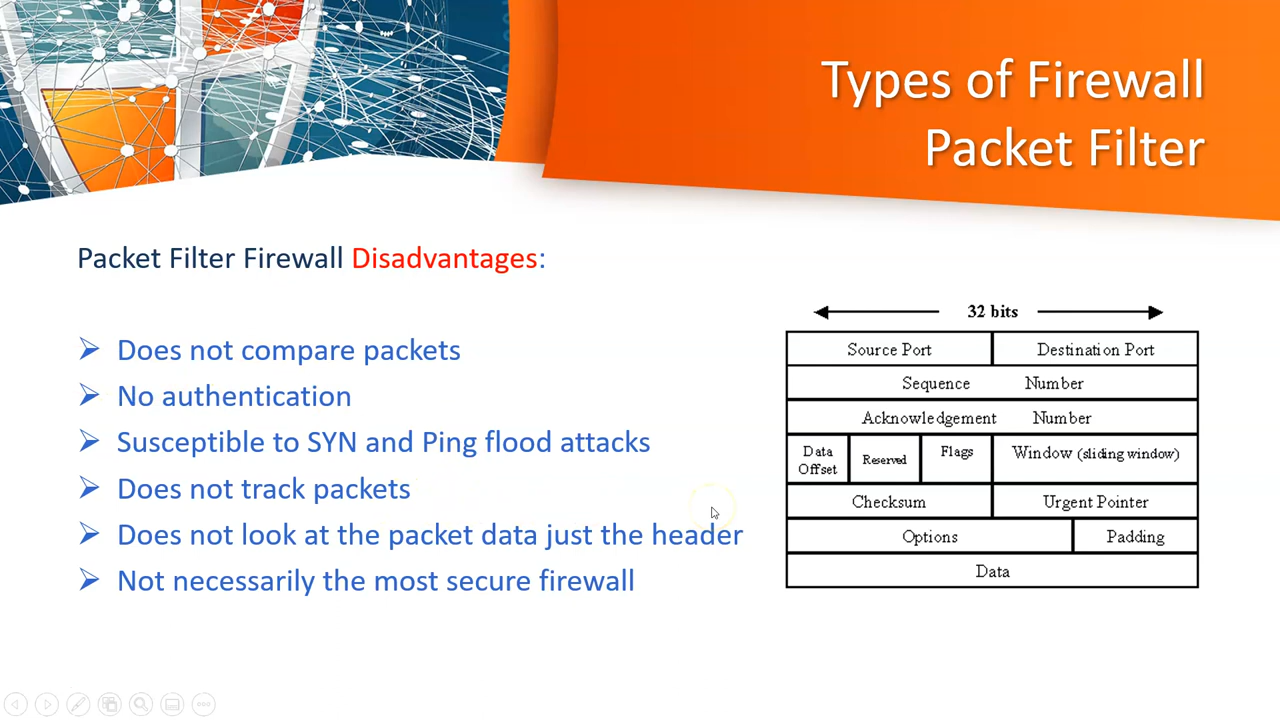 Types of Firewall
Packet Filter
Packet Filter Firewall Disadvantages:
Does not compare packets
No authentication
Susceptible to SYN and Ping flood attacks
Does not track packets
Does not look at the packet data just the header
Not necessarily the most secure firewall
32 bits
Source Port Destination Port
Sequence Number
Acknowledgement Number
Data Offset Reserved Flags Window (sliding window)
Checksum Urgent Pointer
Options Padding
Data